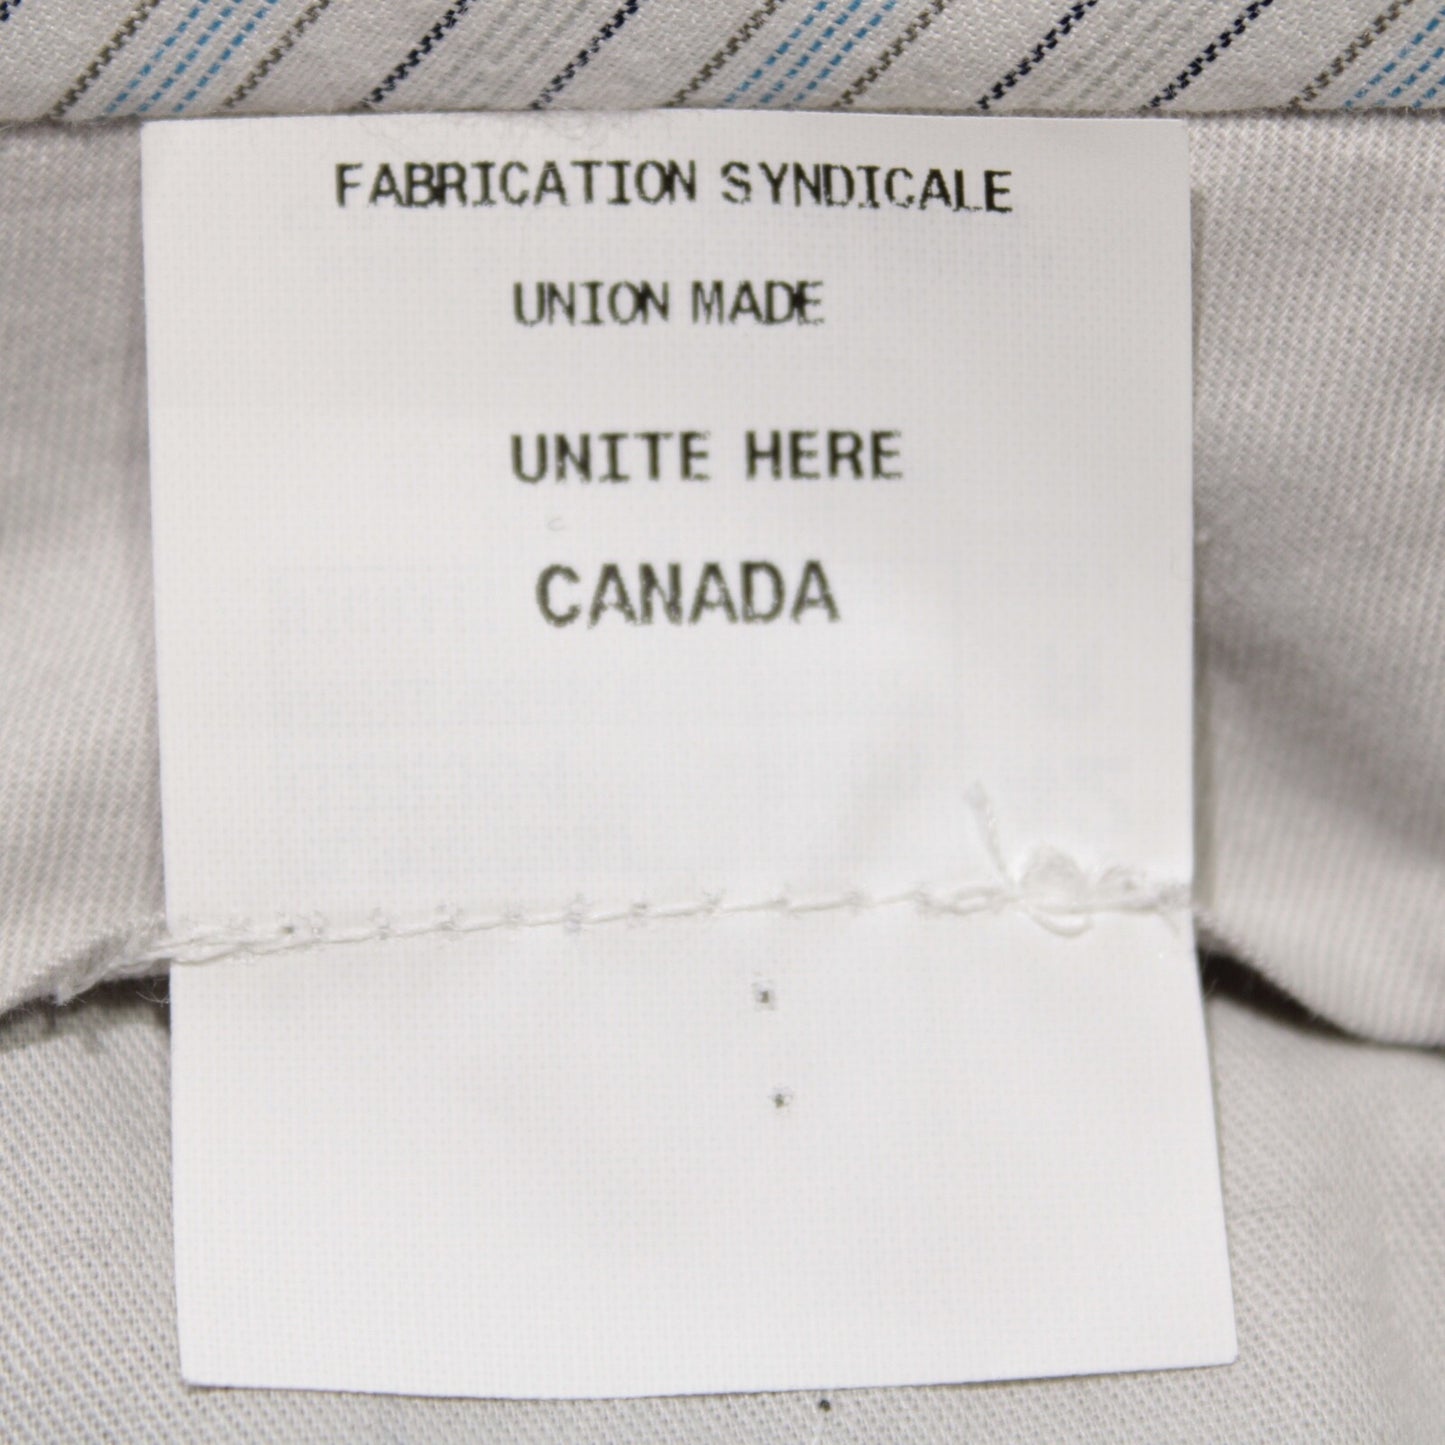 FABRICATION SYNDICALE
UNION MADE
UNITE HERE
CANADA